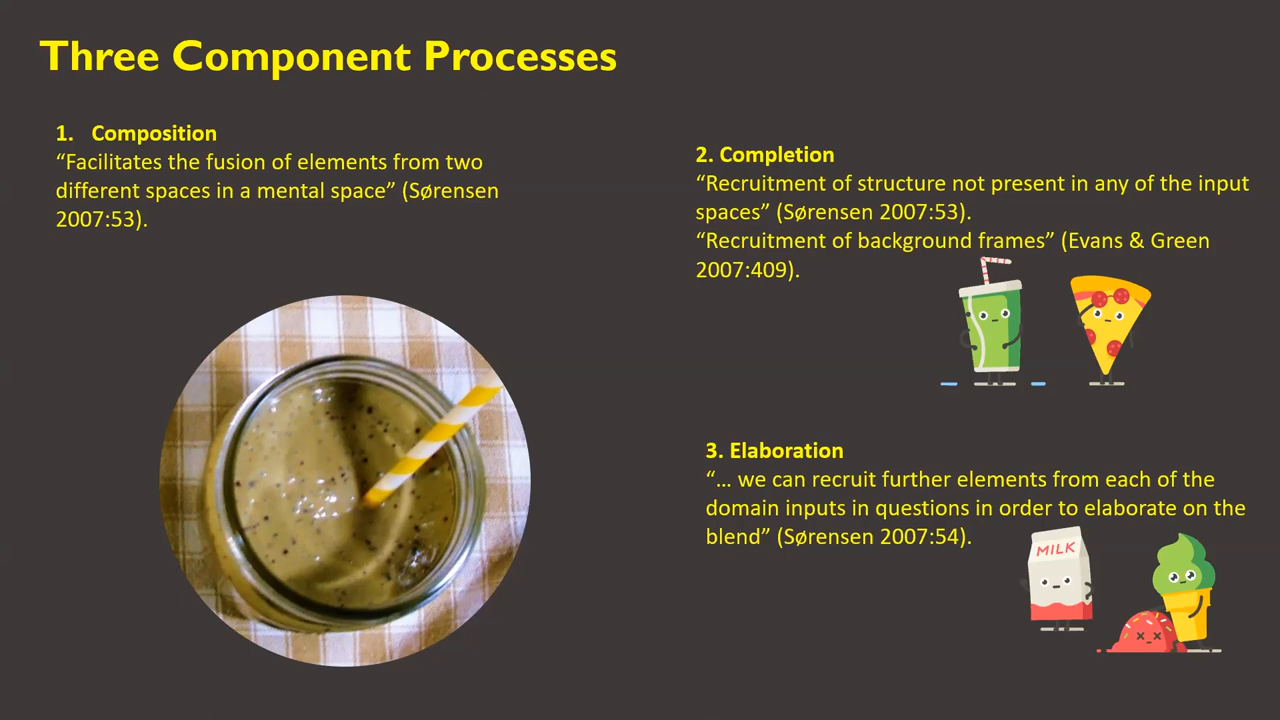 Three Component Processes
1. Composition
“Facilitates the fusion of elements from two
different spaces in a mental space” (Sørensen
2007:53).
2. Completion
“Recruitment of structure not present in any of the input
spaces” (Sørensen 2007:53).
“Recruitment of background frames” (Evans & Green
2007:409).
3. Elaboration
“… we can recruit further elements from each of the
domain inputs in questions in order to elaborate on the
blend” (Sørensen 2007:54).
MILK